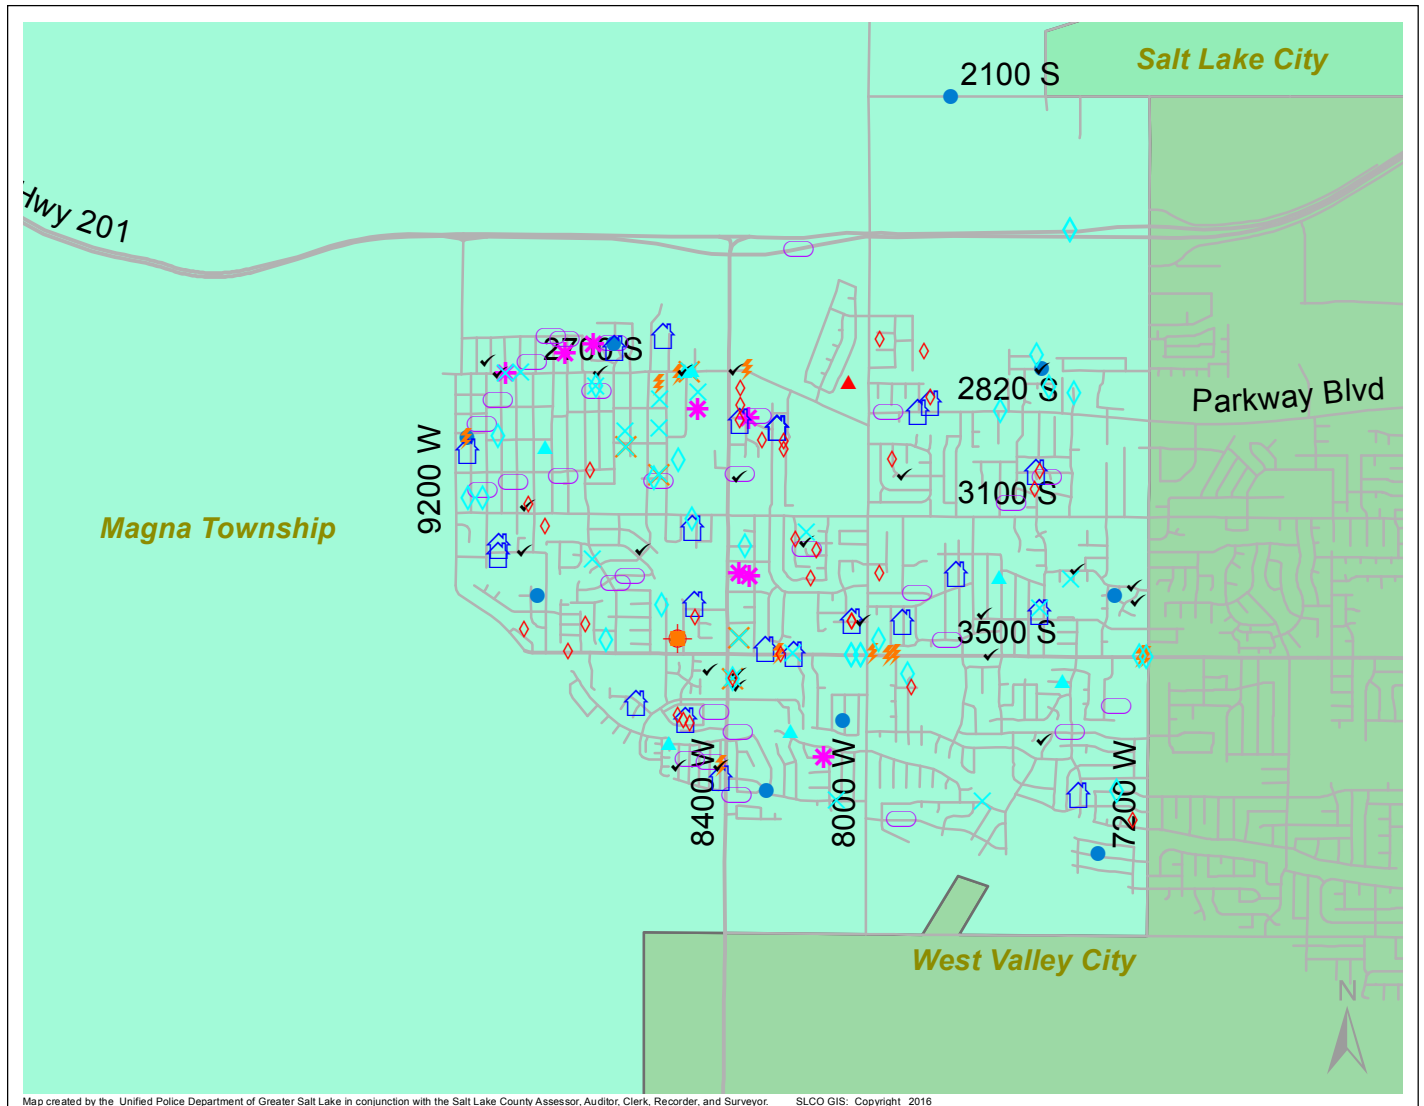 Salt Lake City
2100 S
Hwy 201
2700 S
2820 S
Parkway Blvd
9200 W
3100 S
Magna Township
3500 S
8400 W
8000 W
7200 W
West Valley City
N
Map created by the Unified Police Department of Greater Salt Lake in conjunction with the Salt Lake County Assessor, Auditor, Clerk, Recorder, and Surveyor. SLCO GIS: Copyright 2016